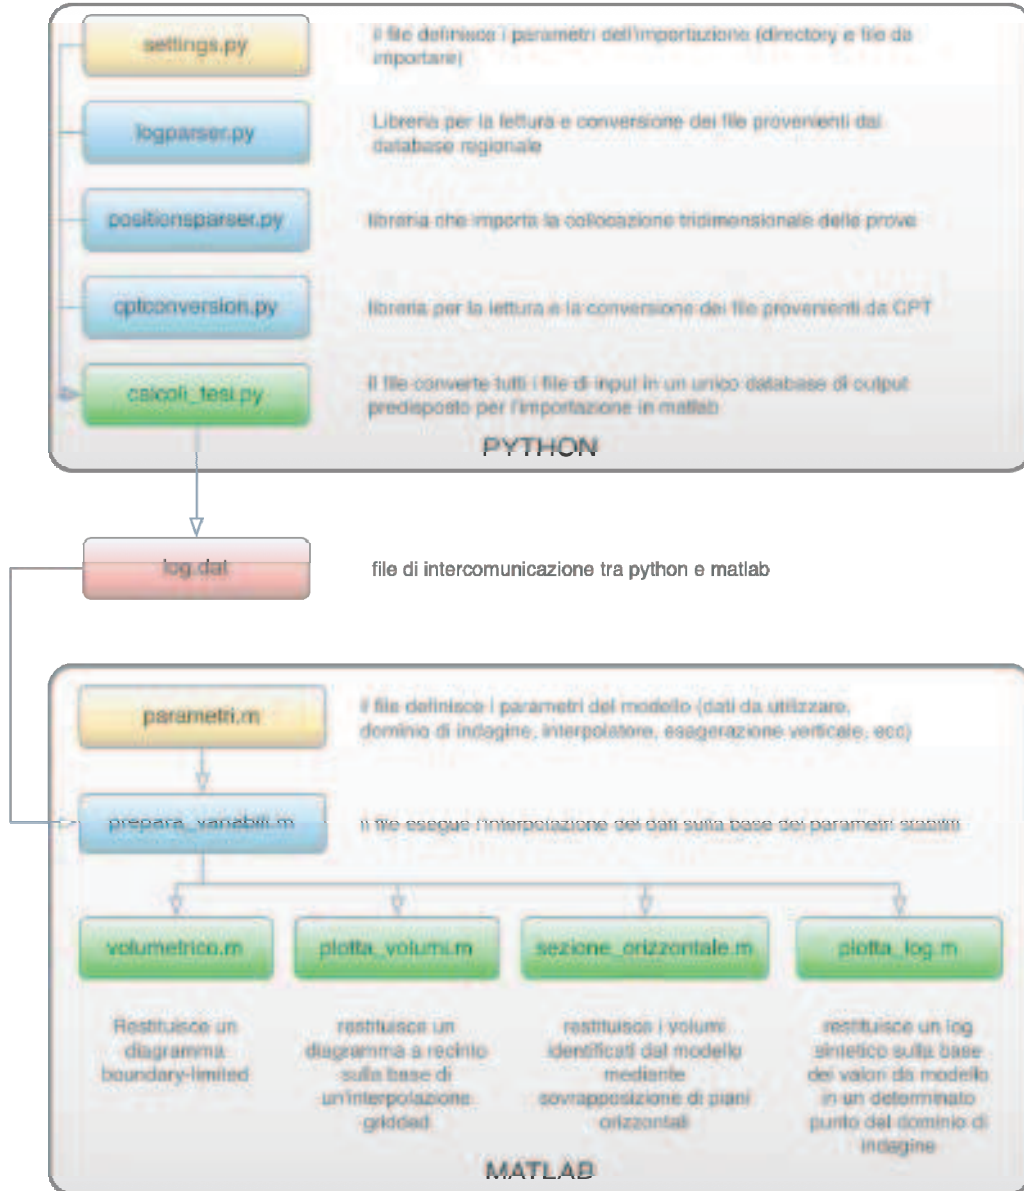 settings.py
il file definisce i parametri dell'importazione (directory e file da
importare)
logparser.py
Libreria per la lettura e conversione dei file provenienti dal
database regionale
positionsparser.py
libreria che importa la collocazione tridimensionale delle prove
cptconversion.py
libreria per la lettura e la conversione dei file provenienti da CPT
calcoli_tesi.py
Il file converte tutti i file di input in un unico database di output
predisposto per l'importazione in matlab
PYTHON
log.dat
file di intercomunicazione tra python e matlab
parametri.m
il file definisce i parametri del modello (dati da utilizzare,
dominio di indagine, interpolatore, esagerazione verticale, ecc)
prepara_variabili.m
il file esegue l'interpolazione dei dati sulla base dei parametri stabiliti
volumetrico.m
plotta_volumi.m
sezione_orizzontale.m
plotta_log.m
Restituisce un
diagramma
boundary-limited
restituisce un
diagramma a recinto
sulla base di
un'interpolazione
gridded
restituisce i volumi
identificati dal modello
mediante
sovrapposizione di piani
orizzontali
restituisce un log
sintetico sulla base
dei valori da modello
in un determinato
punto del dominio di
indagine
MATLAB